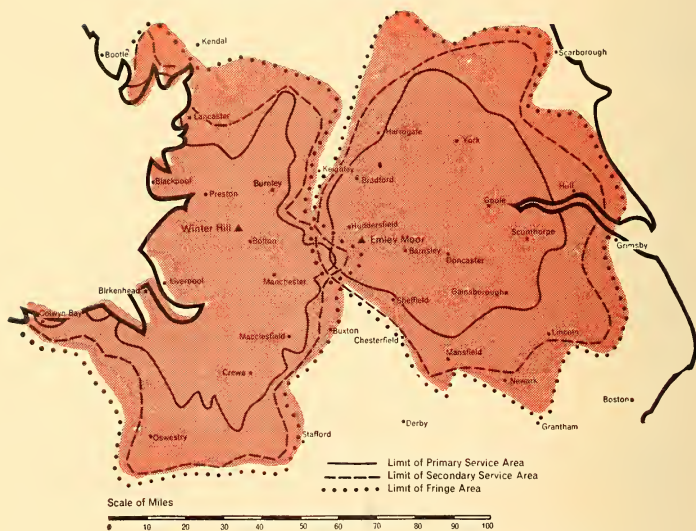 Bootle
Kendal
Scarborough
Lancaster
Harrogate
York
Keighley
Blackpool
Preston
Burnley
Bradford
Goole
Hull
Winter Hill
Bolton
Huddersfield
Emley Moor
Scunthorpe
Barnsley
Doncaster
Grimsby
Birkenhead
Liverpool
Manchester
Gainsborough
Sheffield
Colwyn Bay
Macclesfield
Buxton
Chesterfield
Lincoln
Mansfield
Crewe
Newark
Boston
Derby
Grantham
Oswestry
Stafford
Limit of Primary Service Area
Limit of Secondary Service Area
Limit of Fringe Area
Scale of Miles
0 10 20 30 40 50 60 70 80 90 100